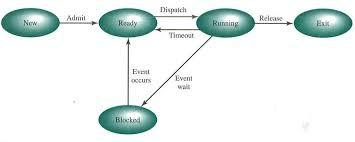 Dispatch
New
Admit
Ready
Running
Release
Exit
Timeout
Event
occurs
Event
wait
Blocked